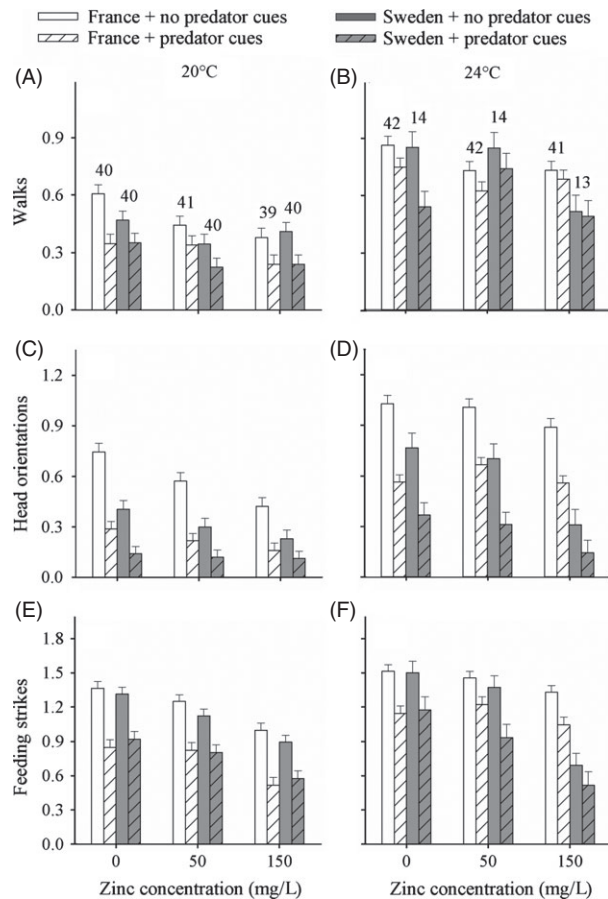 France + no predator cues Sweden + no predator cues
France + predator cues Sweden + predator cues
(A) 20°C (B) 24°C
Walks
0.9
0.6
0.3
0.0
40
40
41
40
39
40
42
14
42
14
41
13
(C) (D)
Head orientations
1.2
0.9
0.6
0.3
0.0
(E) (F)
Feeding strikes
1.8
1.5
1.2
0.9
0.6
0.3
0.0
0 50 150 0 50 150
Zinc concentration (mg/L) Zinc concentration (mg/L)